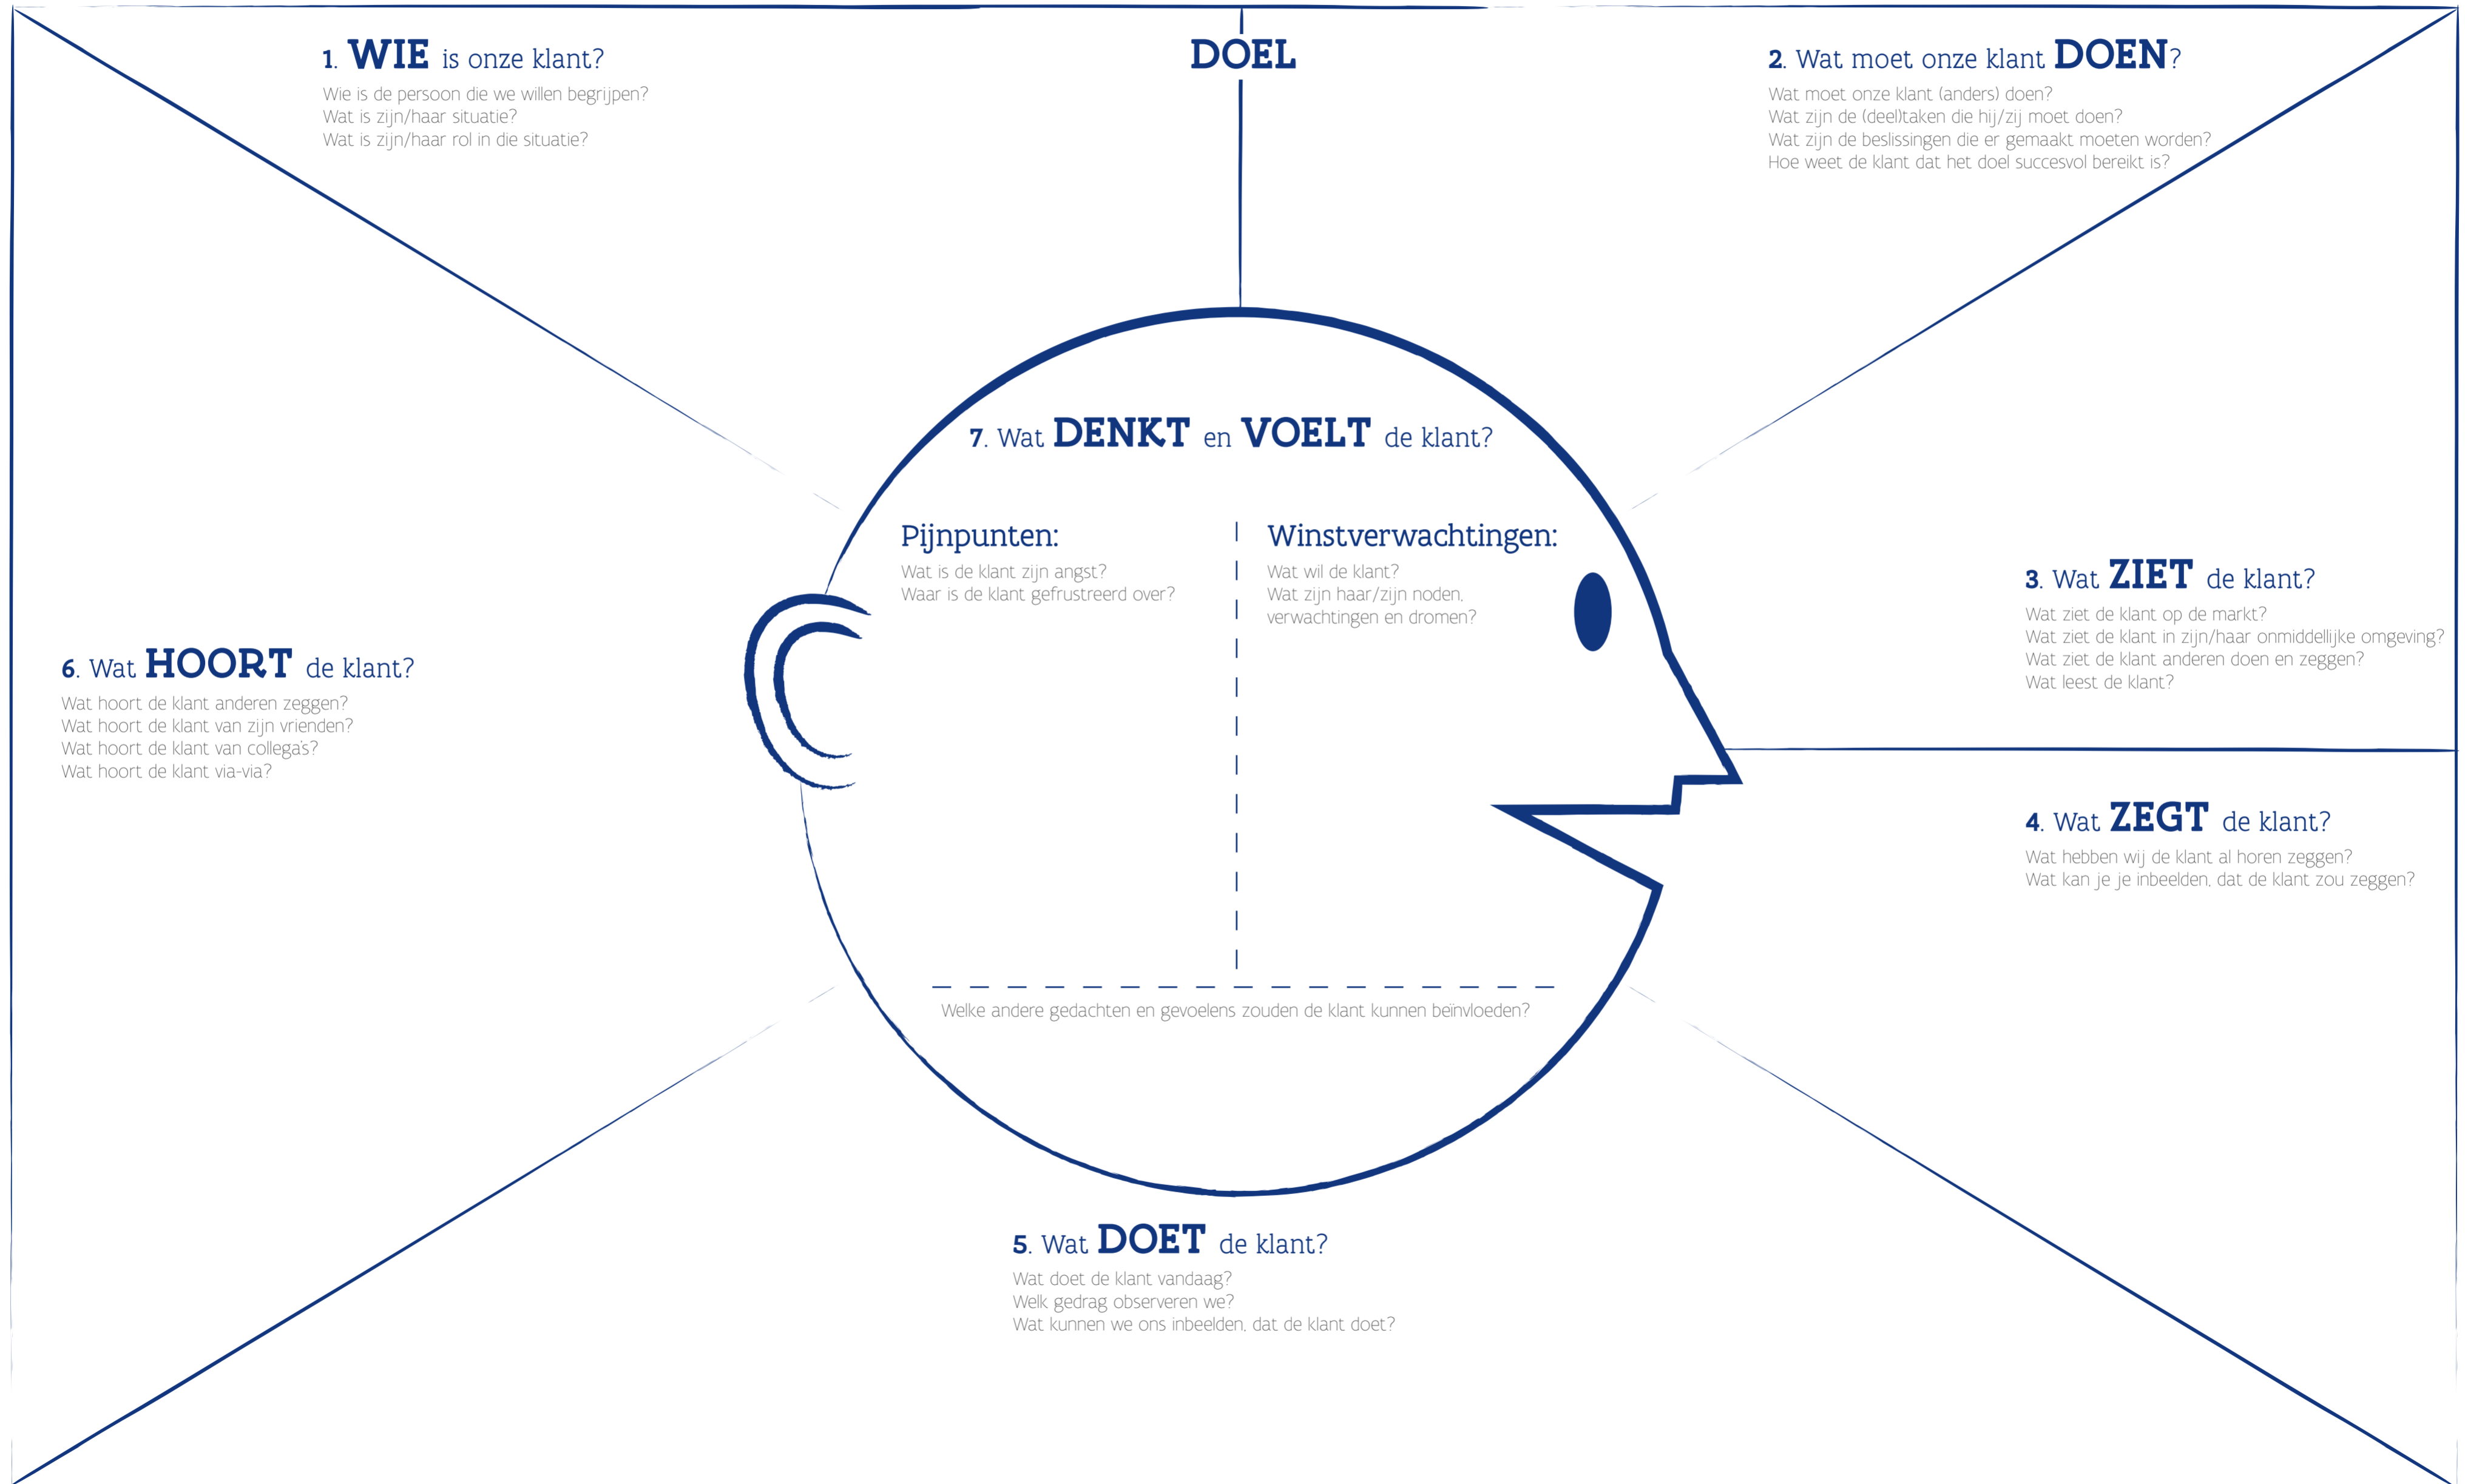 DOEL
1. WIE is onze klant?
Wie is de persoon die we willen begrijpen?
Wat is zijn/haar situatie?
Wat is zijn/haar rol in die situatie?
2. Wat moet onze klant DOEN?
Wat moet onze klant (anders) doen?
Wat zijn de (deel)taken die hij/zij moet doen?
Wat zijn de beslissingen die er gemaakt moeten worden?
Hoe weet de klant dat het doel succesvol bereikt is?
3. Wat ZIET de klant?
Wat ziet de klant op de markt?
Wat ziet de klant in zijn/haar onmiddellijke omgeving?
Wat ziet de klant anderen doen en zeggen?
Wat leest de klant?
4. Wat ZEGT de klant?
Wat hebben wij de klant al horen zeggen?
Wat kan je je inbeelden, dat de klant zou zeggen?
5. Wat DOET de klant?
Wat doet de klant vandaag?
Welk gedrag observeren we?
Wat kunnen we ons inbeelden, dat de klant doet?
6. Wat HOORT de klant?
Wat hoort de klant anderen zeggen?
Wat hoort de klant van zijn vrienden?
Wat hoort de klant van collega's?
Wat hoort de klant via-via?
7. Wat DENKT en VOELT de klant?
Pijnpunten:
Wat is de klant zijn angst?
Waar is de klant gefrustreerd over?
Winstverwachtingen:
Wat wil de klant?
Wat zijn haar/zijn noden,
verwachtingen en dromen?
Welke andere gedachten en gevoelens zouden de klant kunnen beïnvloeden?